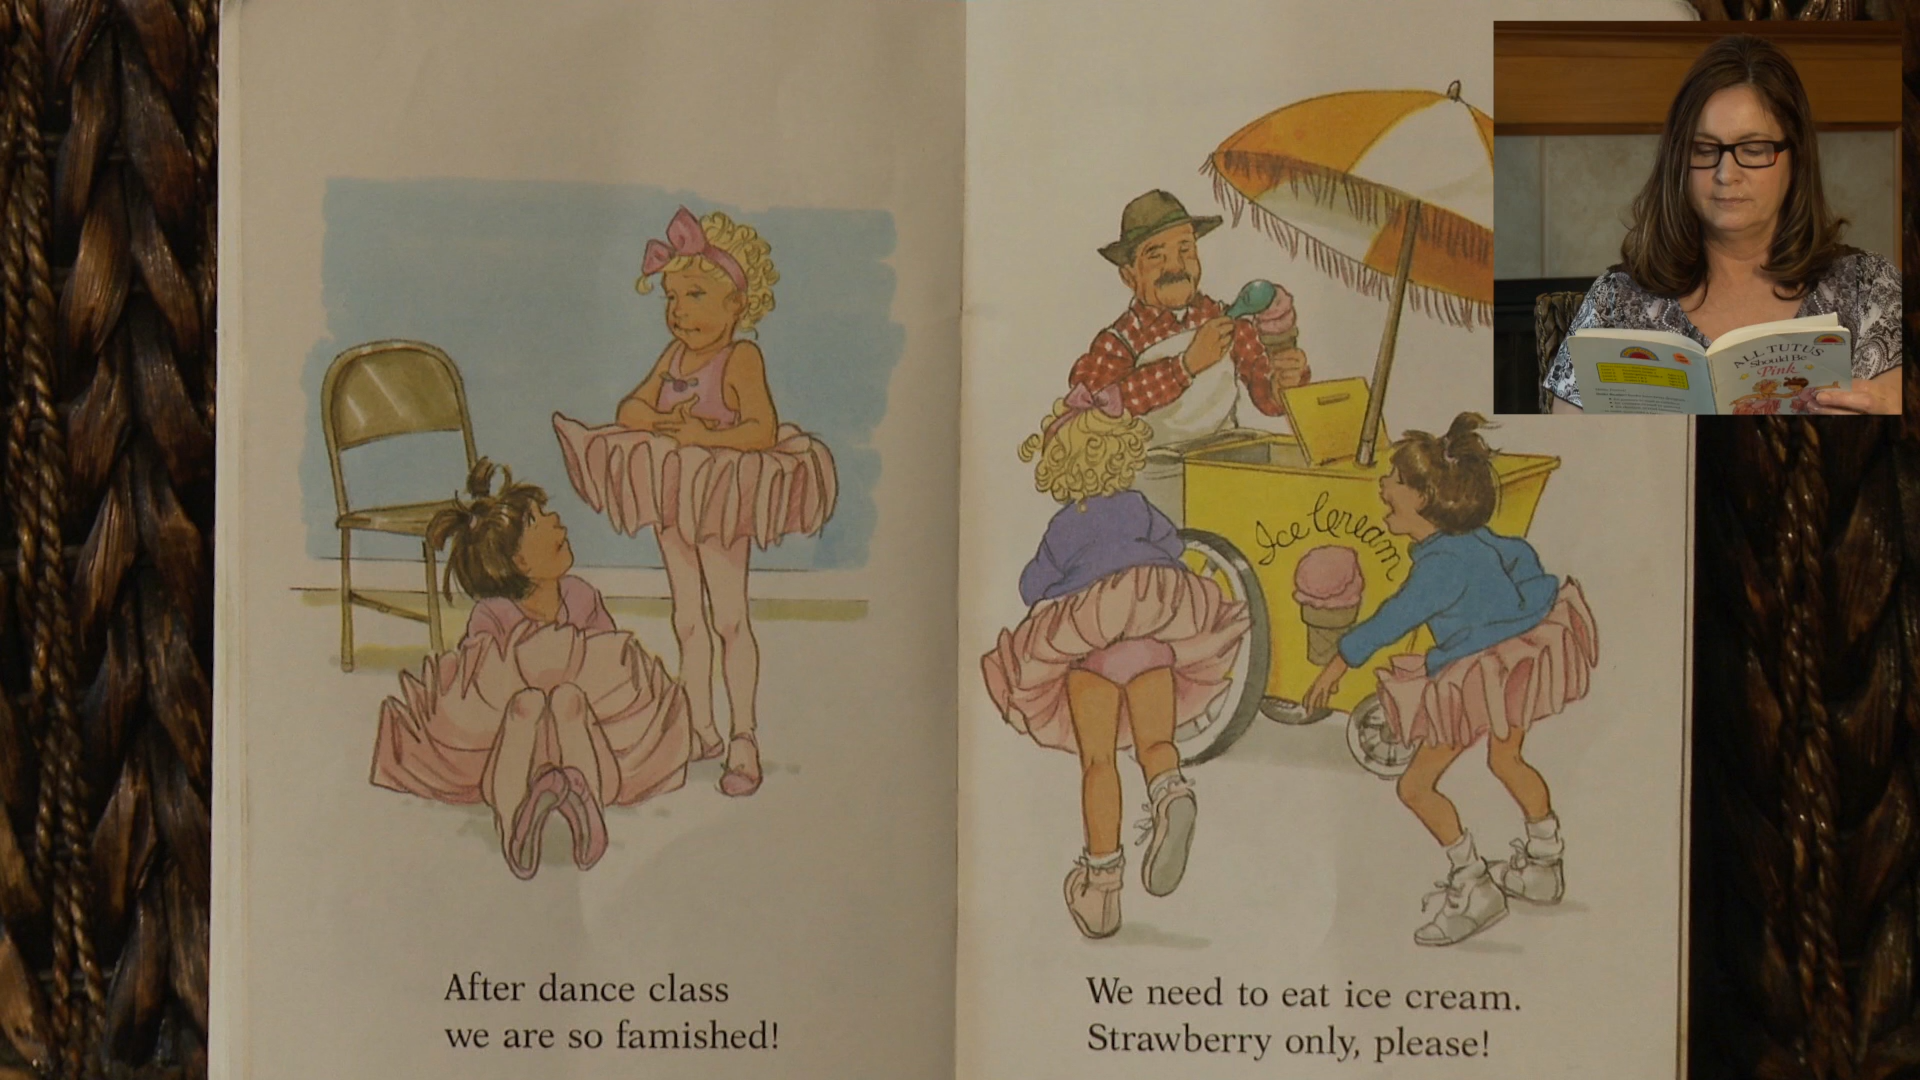 After dance class
we are so famished!
We need to eat ice cream.
Strawberry only, please!
Ice Cream
ALL TUTUS
Should Be
Pink